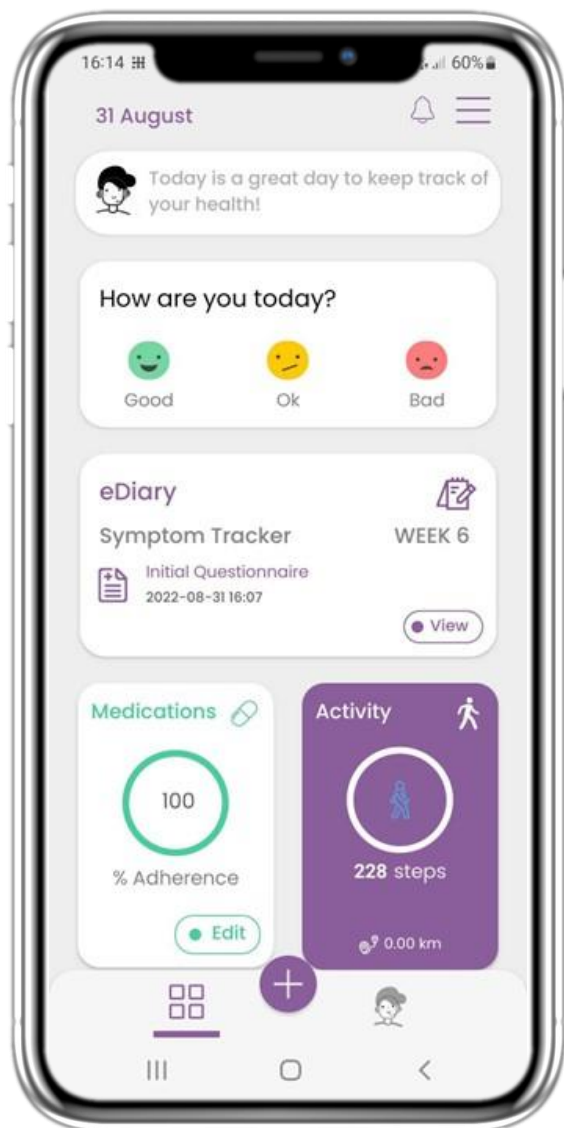 16:14
60%
31 August
Today is a great day to keep track of
your health!
How are you today?
Good Ok Bad
eDiary
Symptom Tracker WEEK 6
Initial Questionnaire
2022-08-31 16:07
View
Medications
100
% Adherence
Edit
Activity
228 steps
0.00 km